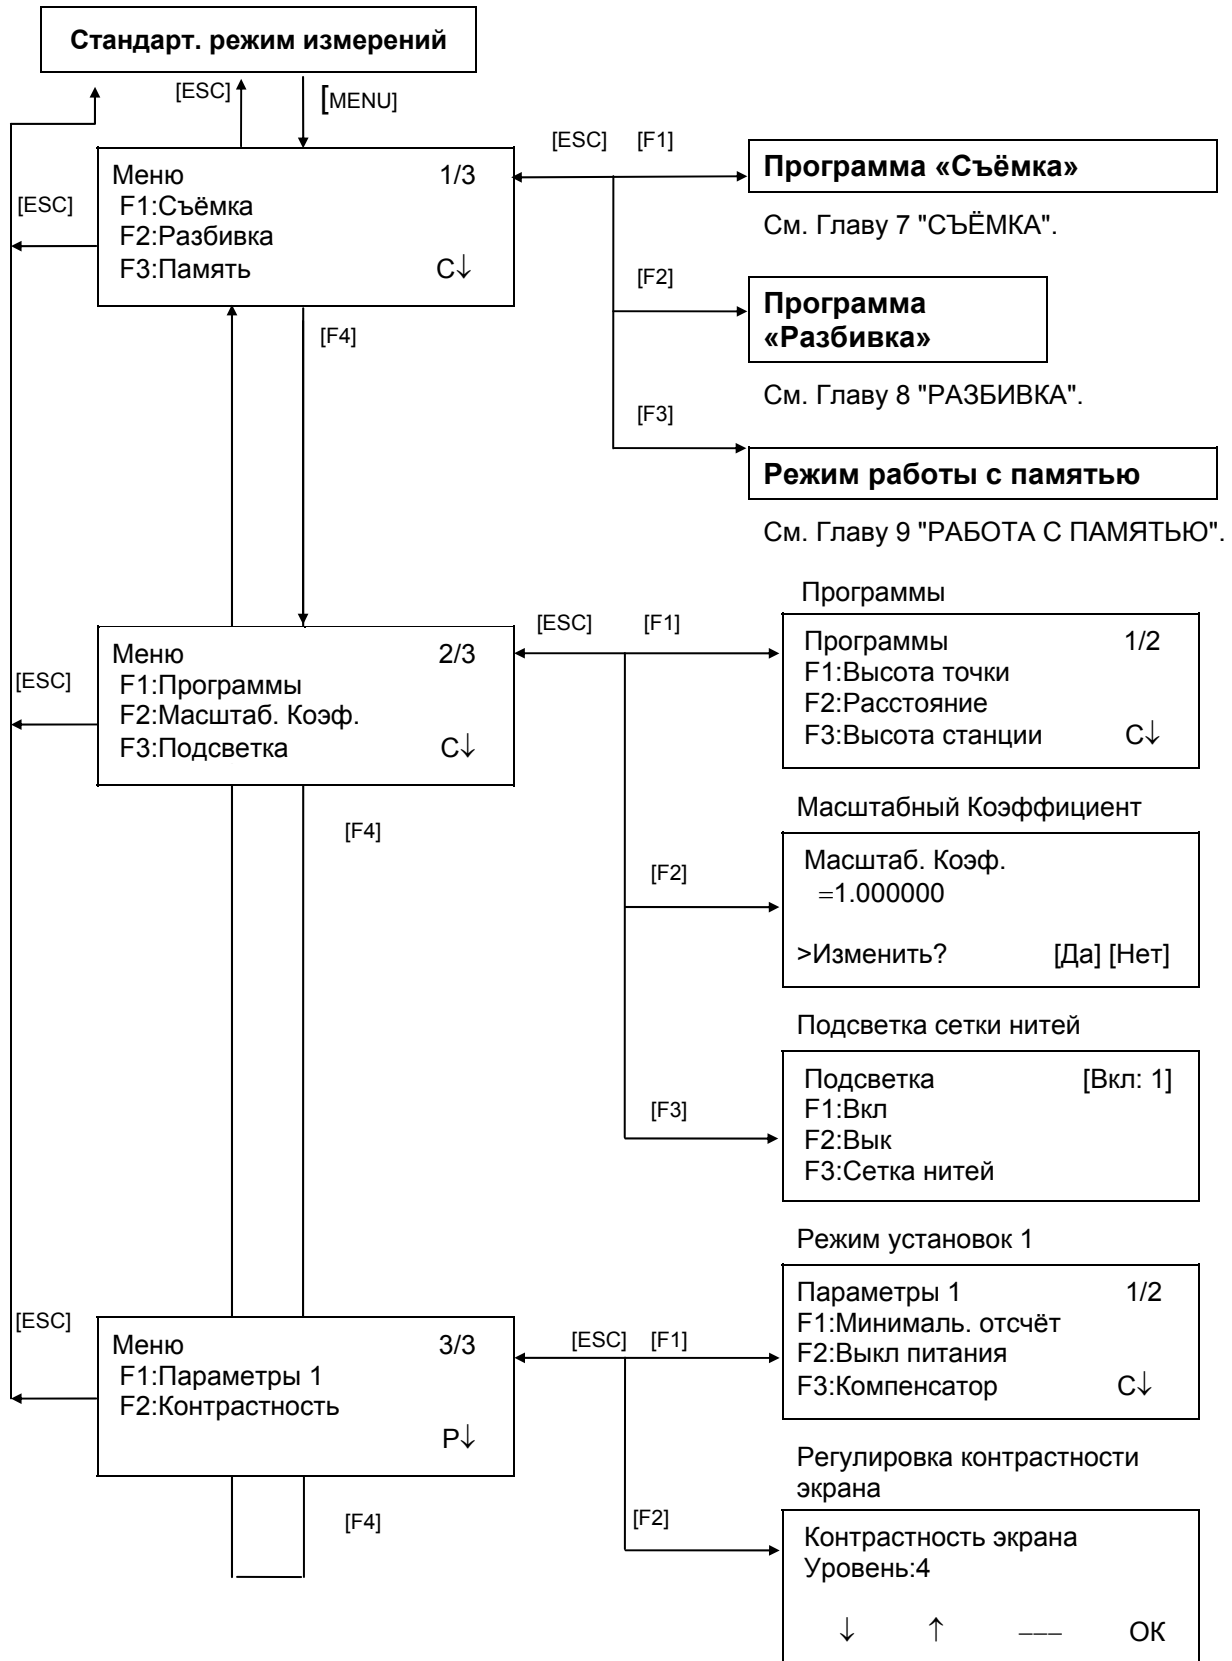 Стандарт. режим измерений
[ESC]
[MENU]
[ESC] [F1]
Программа «Съёмка»
См. Главу 7 "СЪЁМКА".
[ESC]
Меню 1/3
F1:Съёмка
F2:Разбивка
F3:Память C↓
[F2]
Программа
«Разбивка»
См. Главу 8 "РАЗБИВКА".
[F4]
[F3]
Режим работы с памятью
См. Главу 9 "РАБОТА С ПАМЯТЬЮ".
[ESC]
Меню 2/3
F1:Программы
F2:Масштаб. Коэф.
F3:Подсветка C↓
[ESC] [F1]
Программы
Программы 1/2
F1:Высота точки
F2:Расстояние
F3:Высота станции C↓
[F4]
[F2]
Масштабный Коэффициент
Масштаб. Коэф.
=1.000000
>Изменить? [Да] [Нет]
[F3]
Подсветка сетки нитей
Подсветка [Вкл: 1]
F1:Вкл
F2:Вык
F3:Сетка нитей
[ESC]
Меню 3/3
F1:Параметры 1
F2:Контрастность
P↓
[ESC] [F1]
Режим установок 1
Параметры 1 1/2
F1:Минималь. отсчёт
F2:Выкл питания
F3:Компенсатор C↓
[F4]
[F2]
Регулировка контрастности
экрана
Контрастность экрана
Уровень:4
↓ ↑ –––– ОК